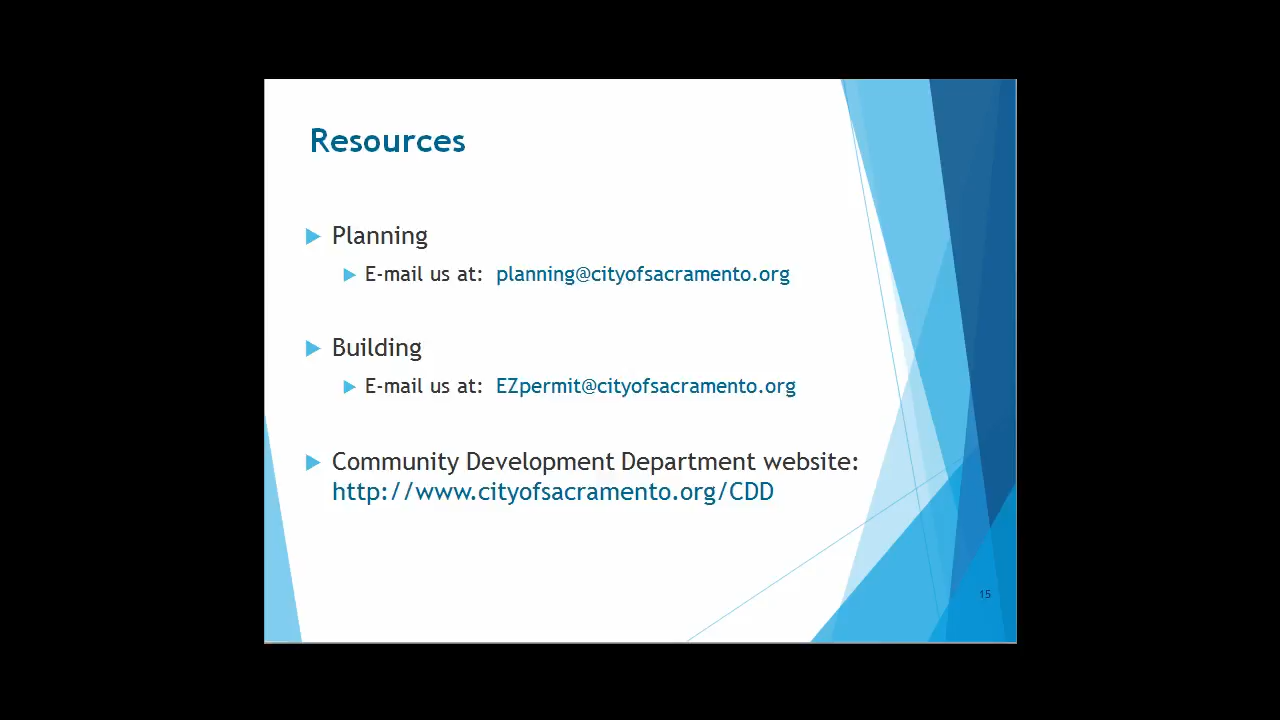 Resources
Planning
E-mail us at: planning@cityofsacramento.org
Building
E-mail us at: EZpermit@cityofsacramento.org
Community Development Department website:
http://www.cityofsacramento.org/CDD
15